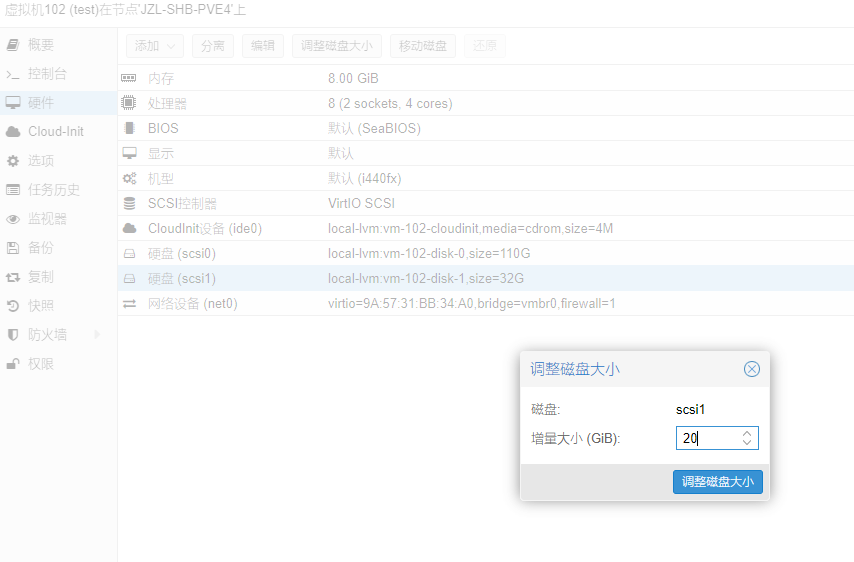 虚拟机102 (test)在节点'JZL-SHB-PVE4'上
概要
控制台
硬件
Cloud-Init
选项
任务历史
监视器
备份
复制
快照
防火墙
权限
添加 分离 编辑 调整磁盘大小 移动磁盘 还原
内存 8.00 GiB
处理器 8 (2 sockets, 4 cores)
BIOS 默认 (SeaBIOS)
显示 默认
机型 默认 (i440fx)
SCSI控制器 VirtIO SCSI
CloudInit设备 (ide0) local-lvm:vm-102-cloudinit,media=cdrom,size=4M
硬盘 (scsi0) local-lvm:vm-102-disk-0,size=110G
硬盘 (scsi1) local-lvm:vm-102-disk-1,size=32G
网络设备 (net0) virtio=9A:57:31:BB:34:A0,bridge=vmbr0,firewall=1
调整磁盘大小
磁盘: scsi1
增量大小 (GiB): 20
调整磁盘大小